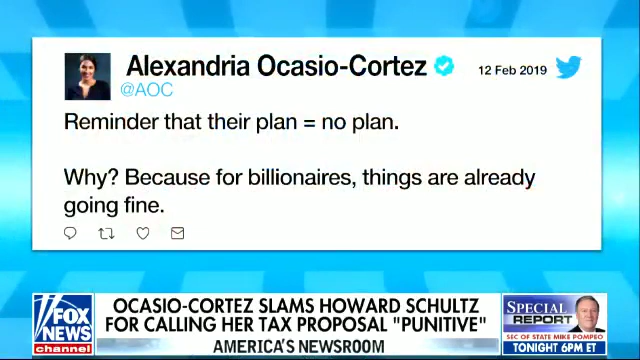 Alexandria Ocasio-Cortez
12 Feb 2019
@AOC
Reminder that their plan = no plan.
Why? Because for billionaires, things are already
going fine.
FOX
NEWS
channel
OCASIO-CORTEZ SLAMS HOWARD SCHULTZ
FOR CALLING HER TAX PROPOSAL "PUNITIVE"
AMERICA'S NEWSROOM
SPECIAL
REPORT
SEC OF STATE MIKE POMPEO
TONIGHT 6PM ET